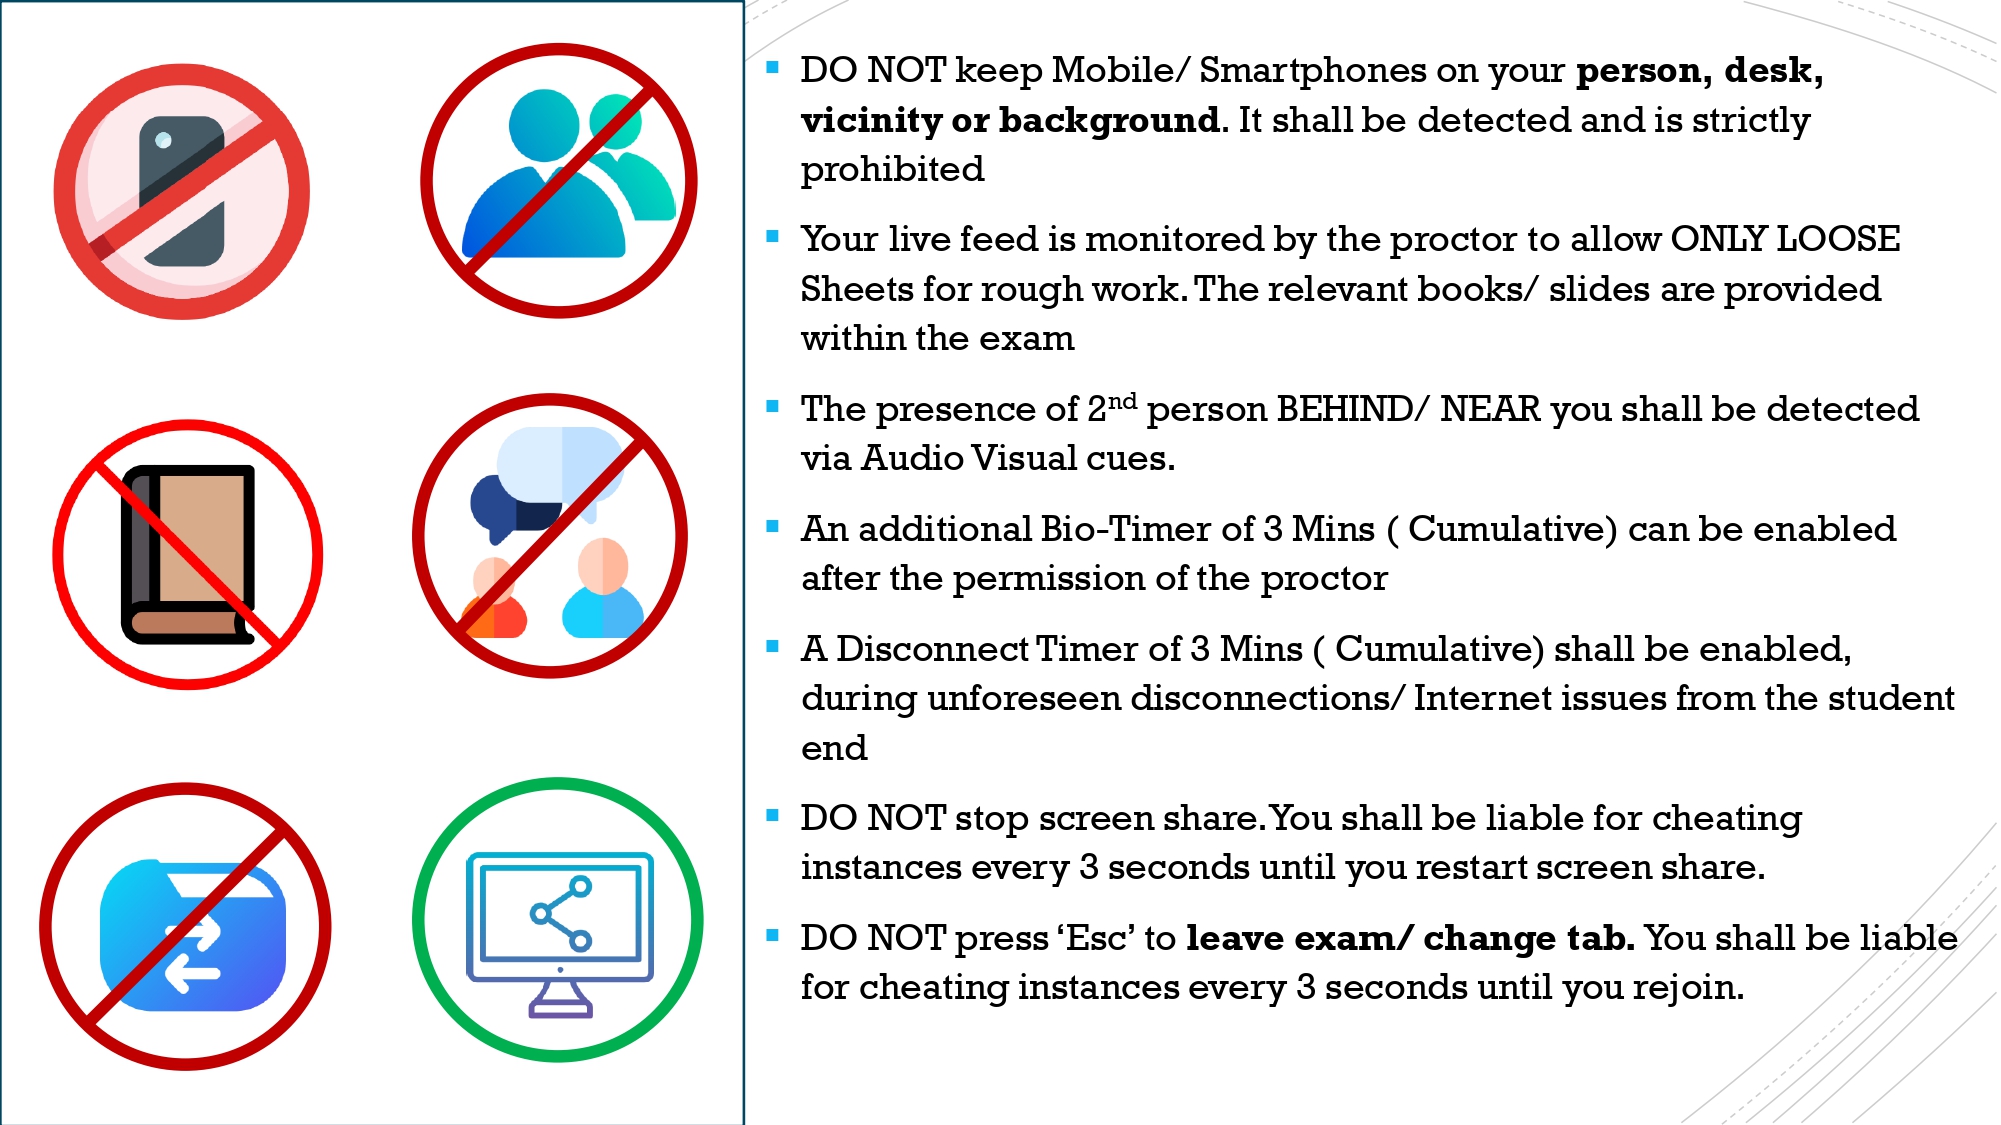 DO NOT keep Mobile/ Smartphones on your person, desk,
vicinity or background. It shall be detected and is strictly
prohibited
Your live feed is monitored by the proctor to allow ONLY LOOSE
Sheets for rough work. The relevant books/ slides are provided
within the exam
The presence of 2nd person BEHIND/ NEAR you shall be detected
via Audio Visual cues.
An additional Bio-Timer of 3 Mins ( Cumulative) can be enabled
after the permission of the proctor
A Disconnect Timer of 3 Mins ( Cumulative) shall be enabled,
during unforeseen disconnections/ Internet issues from the student
end
DO NOT stop screen share. You shall be liable for cheating
instances every 3 seconds until you restart screen share.
DO NOT press ‘Esc’ to leave exam/ change tab. You shall be liable
for cheating instances every 3 seconds until you rejoin.